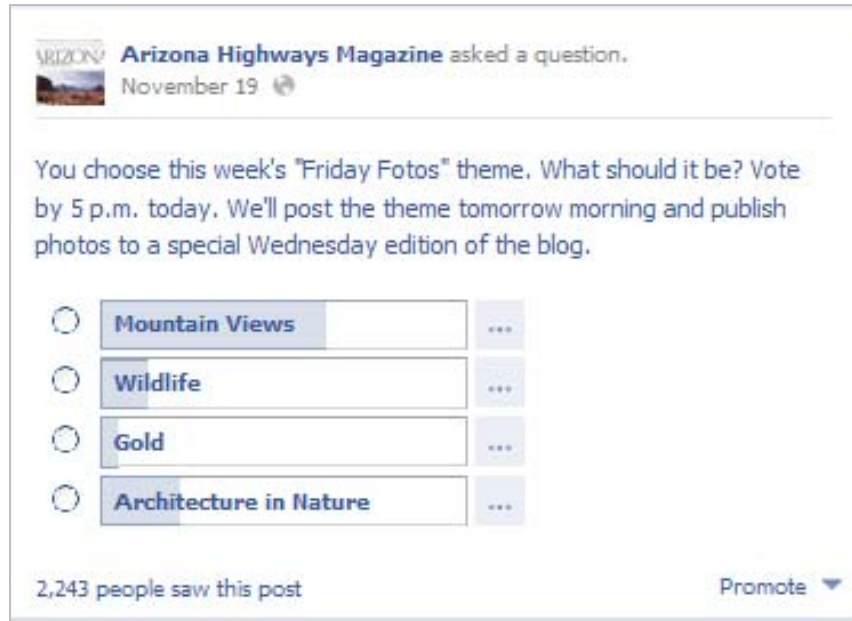 ARIZONA
Arizona Highways Magazine asked a question.
November 19
You choose this week's "Friday Fotos" theme. What should it be? Vote
by 5 p.m. today. We'll post the theme tomorrow morning and publish
photos to a special Wednesday edition of the blog.
Mountain Views ...
Wildlife ...
Gold ...
Architecture in Nature ...
2,243 people saw this post Promote